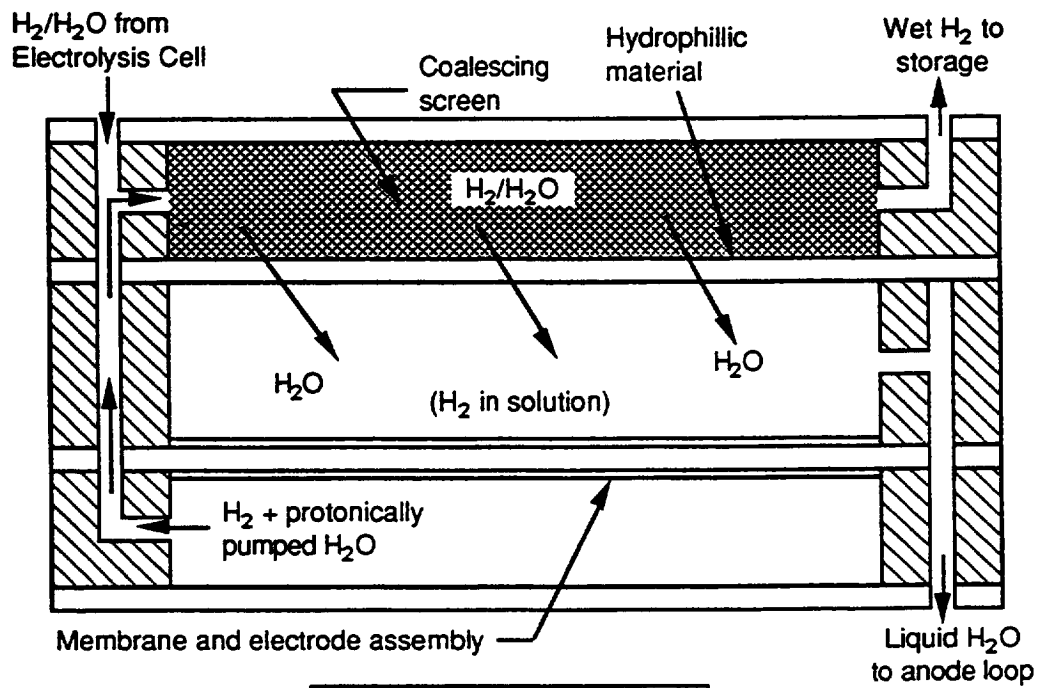 H2/H2O from
Electrolysis Cell
Coalescing
screen
Hydrophillic
material
Wet H2 to
storage
H2/H2O
H2O
H2O
(H2 in solution)
H2 + protonically
pumped H2O
Membrane and electrode assembly
Liquid H2O
to anode loop